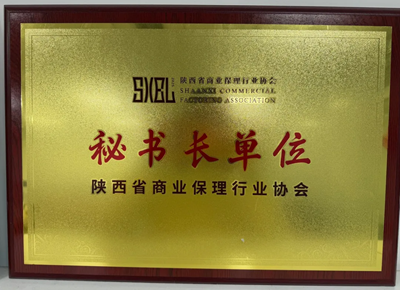 SXBL
陕西省商业保理行业协会
SHAANXI COMMERCIAL
FACTORING ASSOCIATION
秘书长单位
陕西省商业保理行业协会